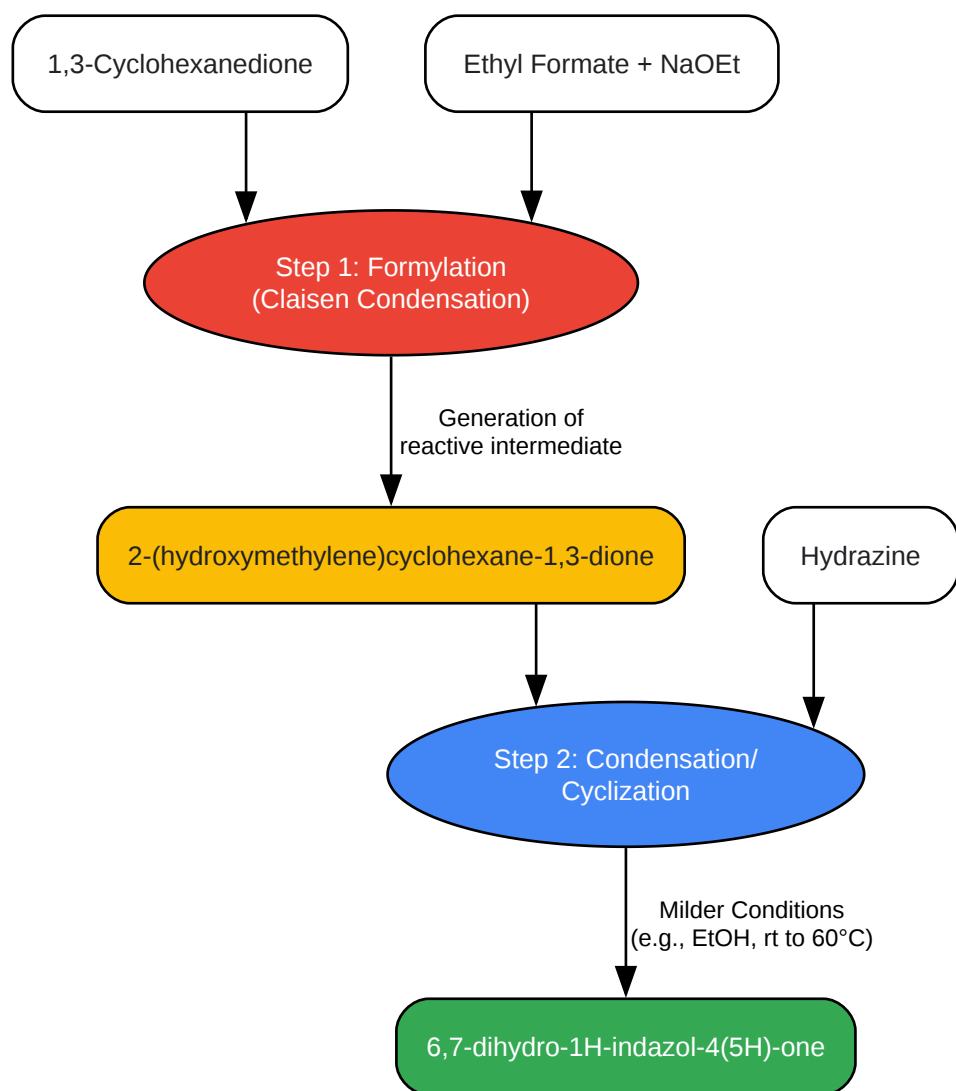 1,3-Cyclohexanedione
Ethyl Formate + NaOEt
Step 1: Formylation
(Claisen Condensation)
Generation of
reactive intermediate
2-(hydroxymethylene)cyclohexane-1,3-dione
Hydrazine
Step 2: Condensation/
Cyclization
Milder Conditions
(e.g., EtOH, rt to 60°C)
6,7-dihydro-1H-indazol-4(5H)-one